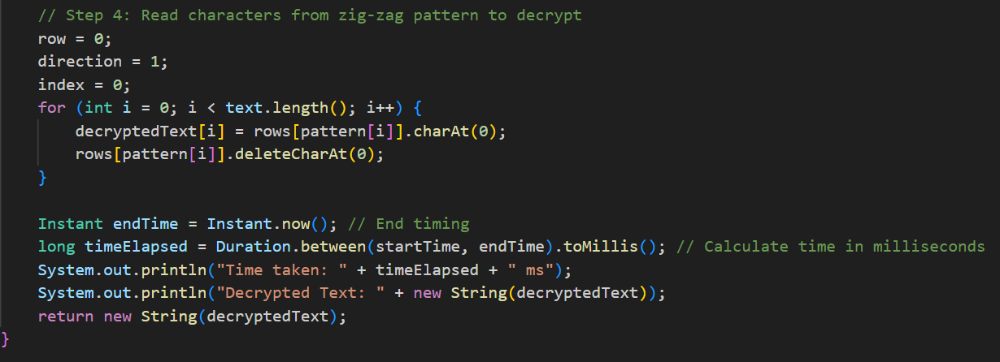 // Step 4: Read characters from zig-zag pattern to decrypt
row = 0;
direction = 1;
index = 0;
for (int i = 0; i < text.length(); i++) {
    decryptedText[i] = rows[pattern[i]].charAt(0);
    rows[pattern[i]].deleteCharAt(0);
}

Instant endTime = Instant.now(); // End timing
long timeElapsed = Duration.between(startTime, endTime).toMillis(); // Calculate time in milliseconds
System.out.println("Time taken: " + timeElapsed + " ms");
System.out.println("Decrypted Text: " + new String(decryptedText));
return new String(decryptedText);
}